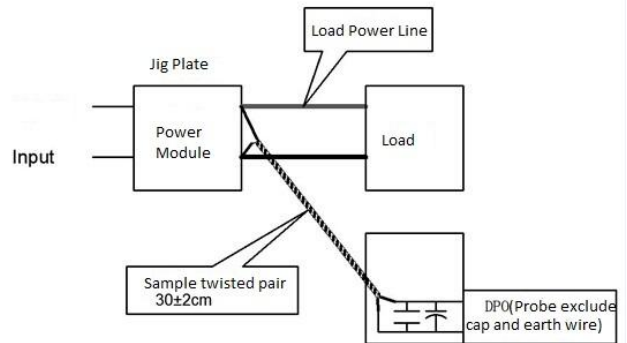 Load Power Line
Jig Plate
Power
Module
Load
Input
Sample twisted pair
30±2cm
DPO(Probe exclude
cap and earth wire)